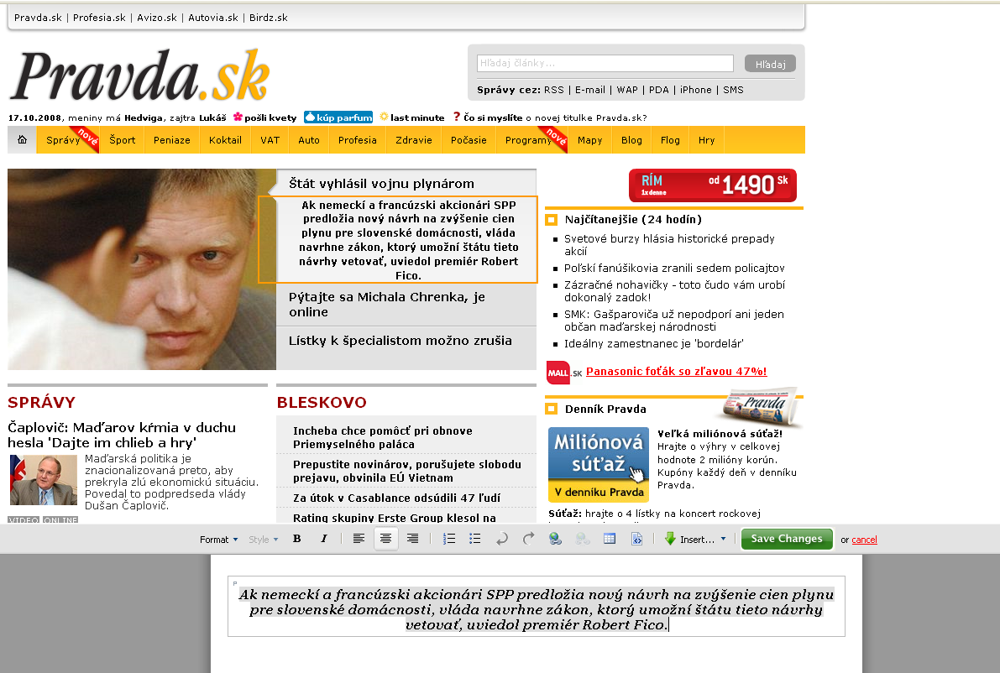 Pravda.sk | Profesia.sk | Avizo.sk | Autovia.sk | Birdz.sk
Pravda.sk
Hľadaj články... Hľadaj
Správy cez: RSS | E-mail | WAP | PDA | iPhone | SMS
17.10.2008, meniny má Hedviga, zajtra Lukáš pošli kvety kúp parfum last minute ? Čo si myslíte o novej titulke Pravda.sk?
Správy nové Šport Peniaze Koktail VAT Auto Profesia Zdravie Počasie Programy nové Mapy Blog Flog Hry
Štát vyhlásil vojnu plynárom
Ak nemeckí a francúzski akcionári SPP
predložia nový návrh na zvýšenie cien
plynu pre slovenské domácnosti, vláda
navrhne zákon, ktorý umožní štátu tieto
návrhy vetovať, uviedol premiér Robert
Fico.
Pýtajte sa Michala Chrenka, je
online
Lístky k špecialistom možno zrušia
RÍM od 1490 Sk
1x denne
Najčítanejšie (24 hodín)
Svetové burzy hlásia historické prepady
akcií
Poľskí fanúšikovia zranili sedem policajtov
Zázračné nohavičky - toto čudo vám urobí
dokonalý zadok!
SMK: Gašparoviča už nepodporí ani jeden
občan maďarskej národnosti
Ideálny zamestnanec je 'bordelár'
MALL.SK Panasonic foťák so zľavou 47%!
SPRÁVY
Čaplovič: Maďarov kŕmia v duchu
hesla 'Dajte im chlieb a hry'
Maďarská politika je
znacionalizovaná preto, aby
prekryla zlú ekonomickú situáciu.
Povedal to podpredseda vlády
Dušan Čaplovič.
VIDEO ONLINE
BLESKOVO
Incheba chce pomôcť pri obnove
Priemyselného paláca
Prepustite novinárov, porušujete slobodu
prejavu, obvinila EÚ Vietnam
Za útok v Casablance odsúdili 47 ľudí
Rating skupiny Erste Group klesol na
Denník Pravda
Pravda
Miliónová
súťaž
V denníku Pravda
Veľká miliónová súťaž!
Hrajte o výhry v celkovej
hodnote 2 milióny korún.
Kupóny každý deň v denníku
Pravda.
Súťaž: hrajte o 4 lístky na koncert rockovej
Format Style B I Insert... Save Changes or cancel
P
Ak nemeckí a francúzski akcionári SPP predložia nový návrh na zvýšenie cien plynu
pre slovenské domácnosti, vláda navrhne zákon, ktorý umožní štátu tieto návrhy
vetovať, uviedol premiér Robert Fico.